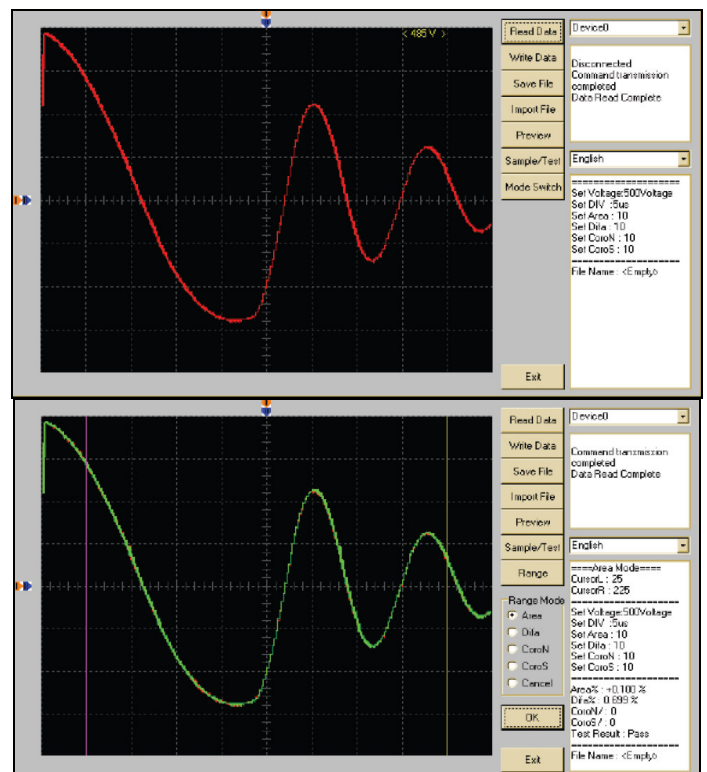 < 485 V >
Read Data
Write Data
Save File
Import File
Preview
Sample/Test
Mode Switch
Exit
Device0
Disconnected
Command transmission
completed
Data Read Complete
English
====================
Set Voltage:500Voltage
Set DIV :5us
Set Area : 10
Set Difa : 10
Set CoroN : 10
Set CoroS : 10
====================
File Name : <Empty>
Read Data
Write Data
Save File
Import File
Preview
Sample/Test
Range
Range Mode
Area
Difa
CoroN
CoroS
Cancel
OK
Exit
Device0
Command transmission
completed
Data Read Complete
English
====Area Mode====
CursorL : 25
CursorR : 225
====================
Set Voltage:500Voltage
Set DIV :5us
Set Area : 10
Set Difa : 10
Set CoroN : 10
Set CoroS : 10
====================
Area% : +0.100 %
Difa% : 0.699 %
CoroN/ : 0
CoroS/ : 0
Test Result : Pass
====================
File Name : <Empty>